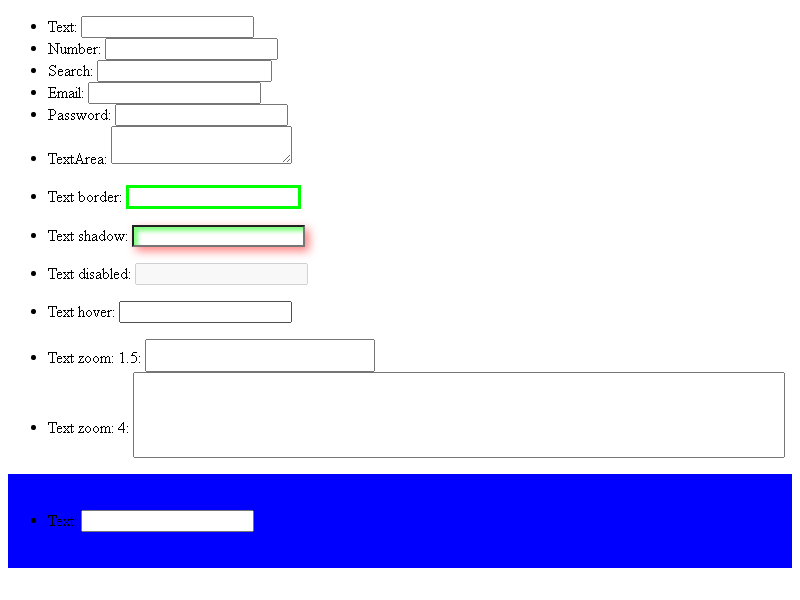 Text:
Number:
Search:
Email:
Password:
TextArea:
Text border:
Text shadow:
Text disabled:
Text hover:
Text zoom: 1.5:
Text zoom: 4:
Text: